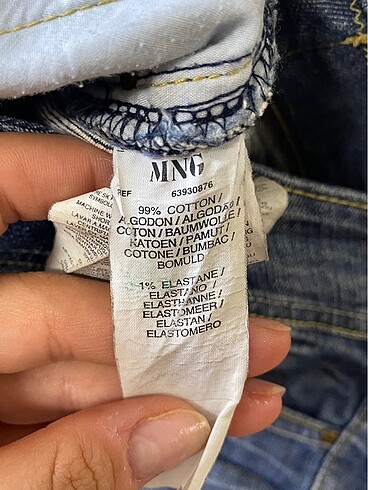 MNG
REF 63930876
99% COTTON /
ALGODON / ALGODÃO /
COTON / BAUMWOLLE /
KATOEN / PAMUT /
COTONE / BUMBAC /
BOMULD
1% ELASTANE /
ELASTANO /
ELASTHANNE /
ELASTOMEER /
ELASTAN /
ELASTOMERO
MACHINE W